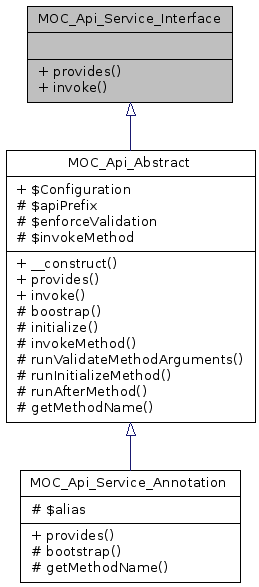 MOC_Api_Service_Interface
+ provides()
+ invoke()
MOC_Api_Abstract
+ $Configuration
# $apiPrefix
# $enforceValidation
# $invokeMethod
+ __construct()
+ provides()
+ invoke()
# boostrap()
# initialize()
# invokeMethod()
# runValidateMethodArguments()
# runInitializeMethod()
# runAfterMethod()
# getMethodName()
MOC_Api_Service_Annotation
# $alias
+ provides()
# bootstrap()
# getMethodName()